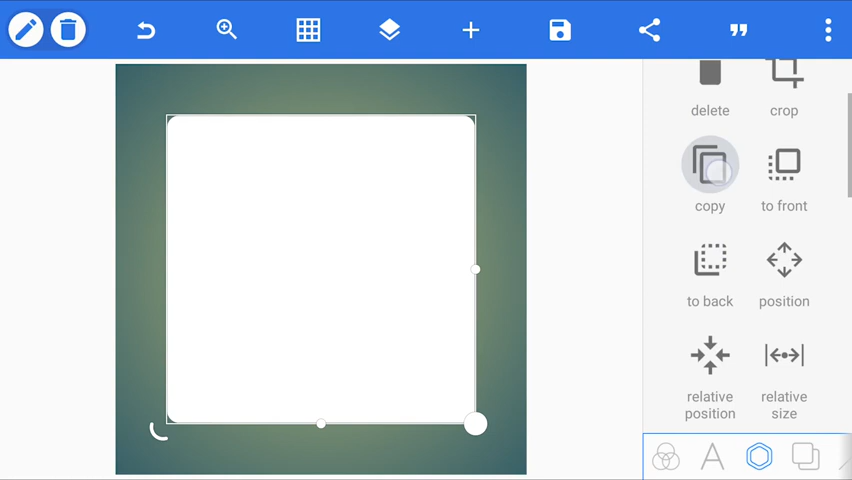 delete
crop
copy
to front
to back
position
relative
position
relative
size